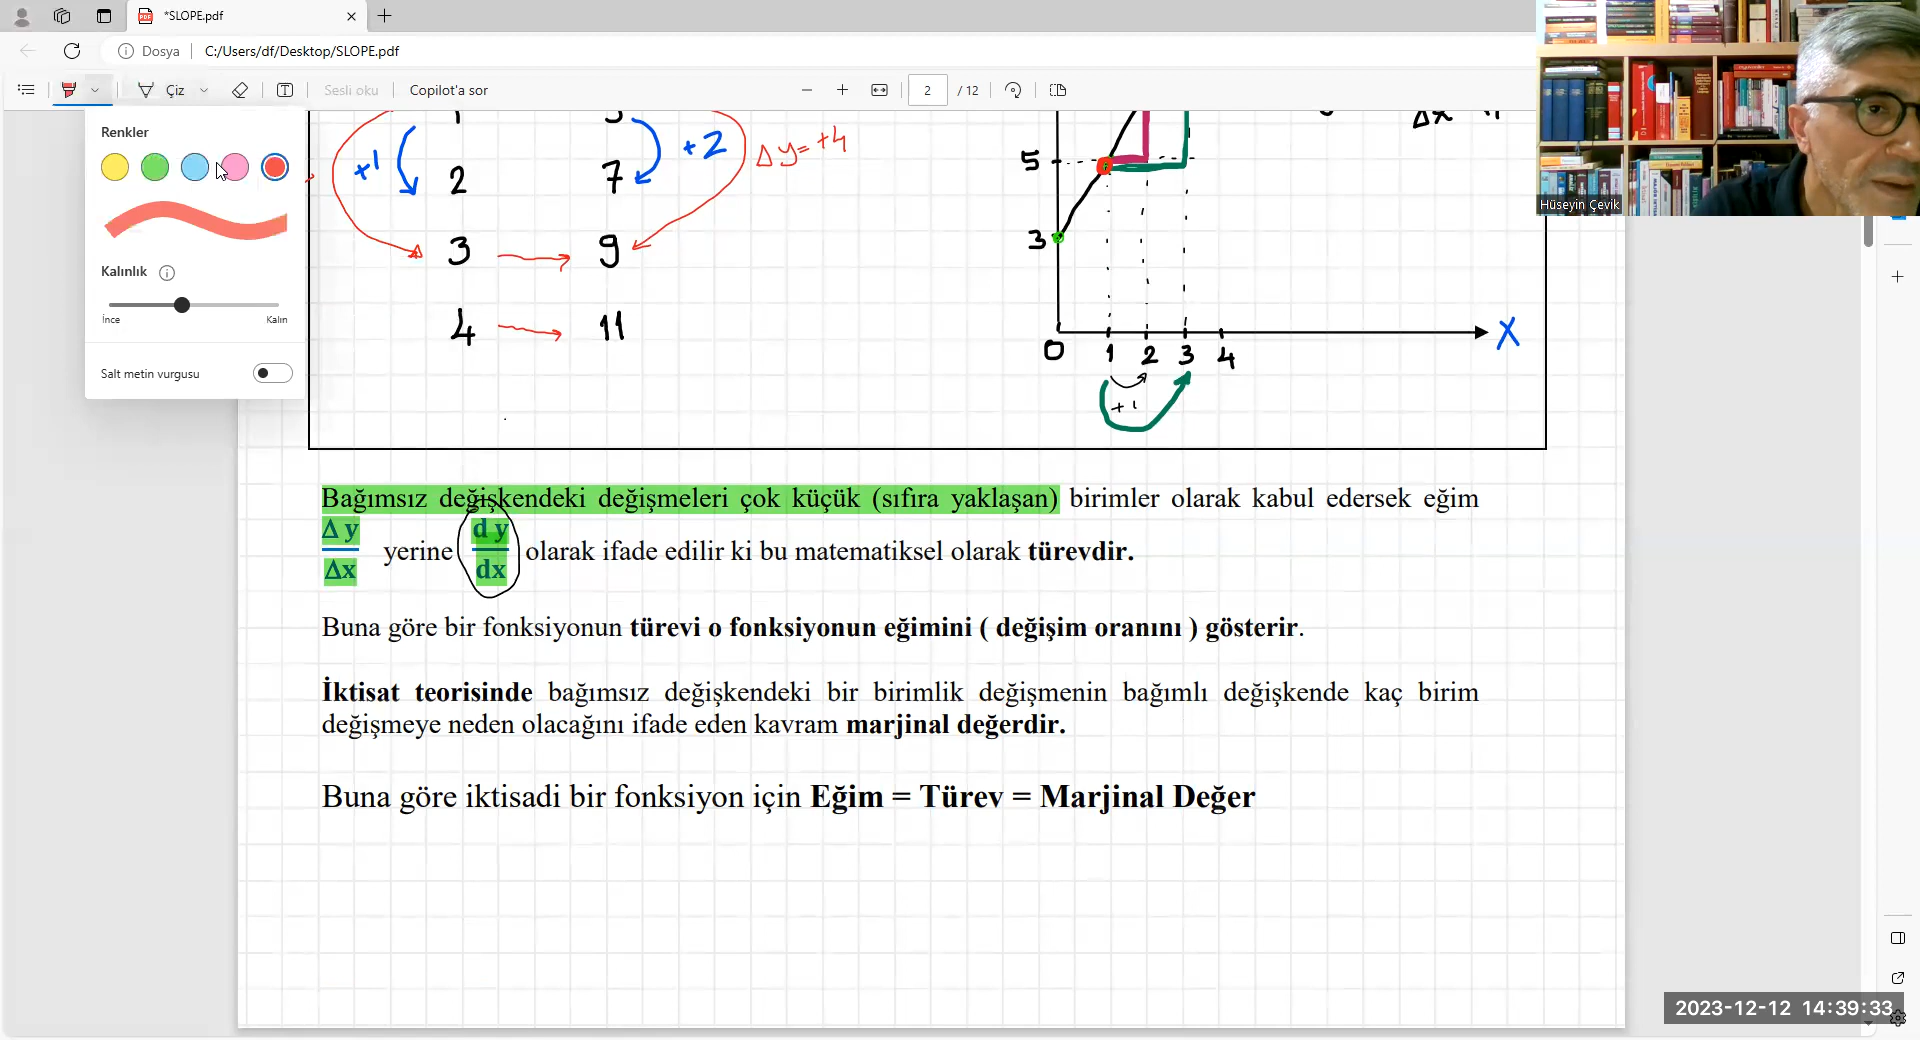 *SLOPE.pdf
Dosya C:/Users/df/Desktop/SLOPE.pdf
Çiz Sesli oku Copilot'a sor 2 / 12
Renkler
Kalınlık
İnce Kalın
Salt metin vurgusu
+1 +2 Δy=+4
2 7
3 9
4 11
Δx
5
3
0 1 2 3 4 X
+1
Hüseyin Çevik
Bağımsız değişkendeki değişmeleri çok küçük (sıfıra yaklaşan) birimler olarak kabul edersek eğim
Δ y / Δx yerine d y / dx olarak ifade edilir ki bu matematiksel olarak türevdir.
Buna göre bir fonksiyonun türevi o fonksiyonun eğimini ( değişim oranını ) gösterir.
İktisat teorisinde bağımsız değişkendeki bir birimlik değişmenin bağımlı değişkende kaç birim
değişmeye neden olacağını ifade eden kavram marjinal değerdir.
Buna göre iktisadi bir fonksiyon için Eğim = Türev = Marjinal Değer
2023-12-12 14:39:33